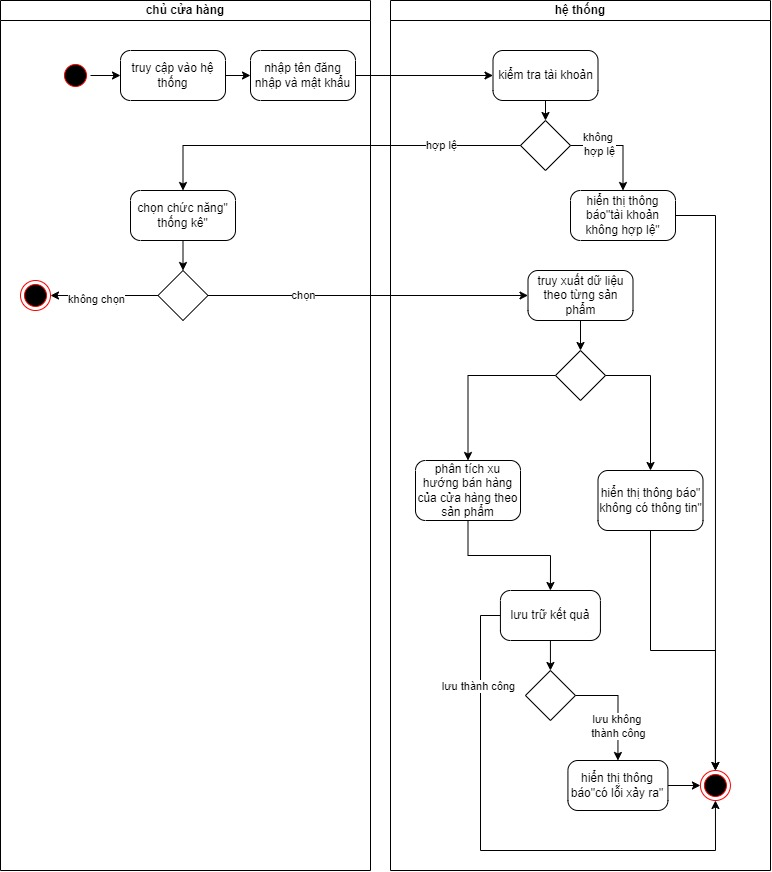 chủ cửa hàng
hệ thống
truy cập vào hệ
thống
nhập tên đăng
nhập và mật khẩu
kiểm tra tài khoản
hợp lệ
không
hợp lệ
chọn chức năng"
thống kê"
hiển thị thông
báo"tài khoản
không hợp lệ"
không chọn
chọn
truy xuất dữ liệu
theo từng sản
phẩm
phân tích xu
hướng bán hàng
của cửa hàng theo
sản phẩm
hiển thị thông báo"
không có thông tin"
lưu trữ kết quả
lưu thành công
lưu không
thành công
hiển thị thông
báo"có lỗi xảy ra"